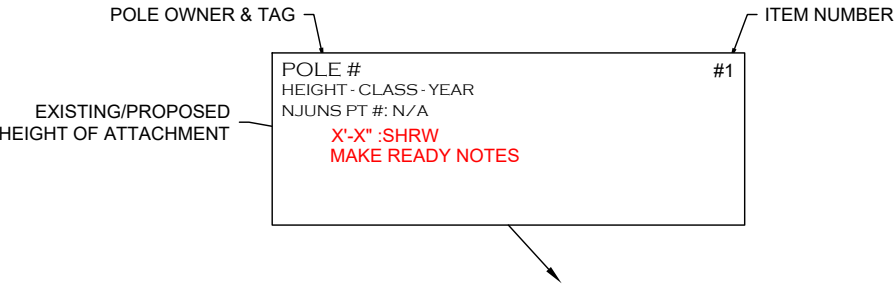 POLE OWNER & TAG
ITEM NUMBER
POLE #
#1
HEIGHT - CLASS - YEAR
NJUNS PT #: N/A
EXISTING/PROPOSED
HEIGHT OF ATTACHMENT
X'-X" :SHRW
MAKE READY NOTES